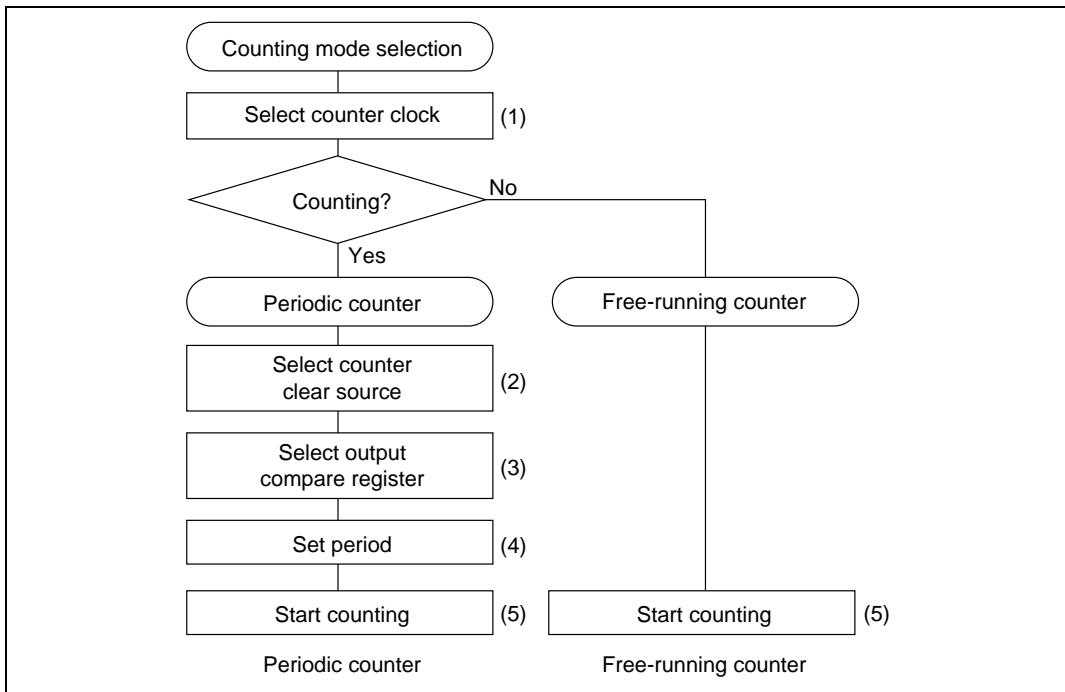 Counting mode selection
Select counter clock
(1)
Counting?
No
Yes
Periodic counter
Free-running counter
Select counter
clear source
(2)
Select output
compare register
(3)
Set period
(4)
Start counting
(5)
Start counting
(5)
Periodic counter
Free-running counter